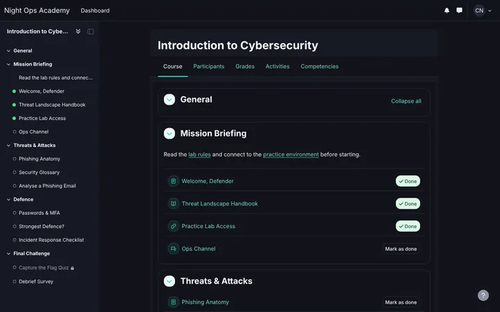 Night Ops Academy
Dashboard
CN
Introduction to Cybe...
General
Mission Briefing
Read the lab rules and connec...
Welcome, Defender
Threat Landscape Handbook
Practice Lab Access
Ops Channel
Threats & Attacks
Phishing Anatomy
Security Glossary
Analyse a Phishing Email
Defence
Passwords & MFA
Strongest Defence?
Incident Response Checklist
Final Challenge
Capture the Flag Quiz
Debrief Survey
Introduction to Cybersecurity
Course
Participants
Grades
Activities
Competencies
General
Collapse all
Mission Briefing
Read the lab rules and connect to the practice environment before starting.
Welcome, Defender
Done
Threat Landscape Handbook
Done
Practice Lab Access
Done
Ops Channel
Mark as done
Threats & Attacks
Phishing Anatomy
Mark as done
?